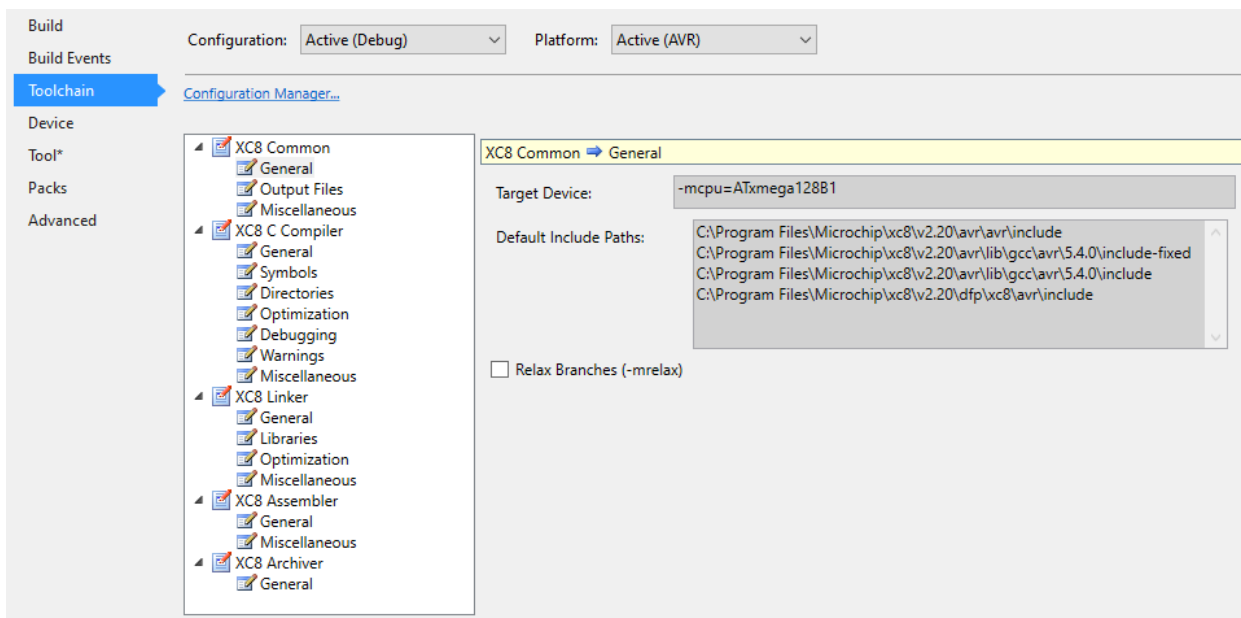 Build
Build Events
Toolchain
Device
Tool*
Packs
Advanced
Configuration: Active (Debug) Platform: Active (AVR)
Configuration Manager...
XC8 Common
General
Output Files
Miscellaneous
XC8 C Compiler
General
Symbols
Directories
Optimization
Debugging
Warnings
Miscellaneous
XC8 Linker
General
Libraries
Optimization
Miscellaneous
XC8 Assembler
General
Miscellaneous
XC8 Archiver
General
XC8 Common General
Target Device: -mcpu=ATxmega128B1
Default Include Paths: C:\Program Files\Microchip\xc8\v2.20\avr\avr\include
C:\Program Files\Microchip\xc8\v2.20\avr\lib\gcc\avr\5.4.0\include-fixed
C:\Program Files\Microchip\xc8\v2.20\avr\lib\gcc\avr\5.4.0\include
C:\Program Files\Microchip\xc8\v2.20\dfp\xc8\avr\include
Relax Branches (-mrelax)